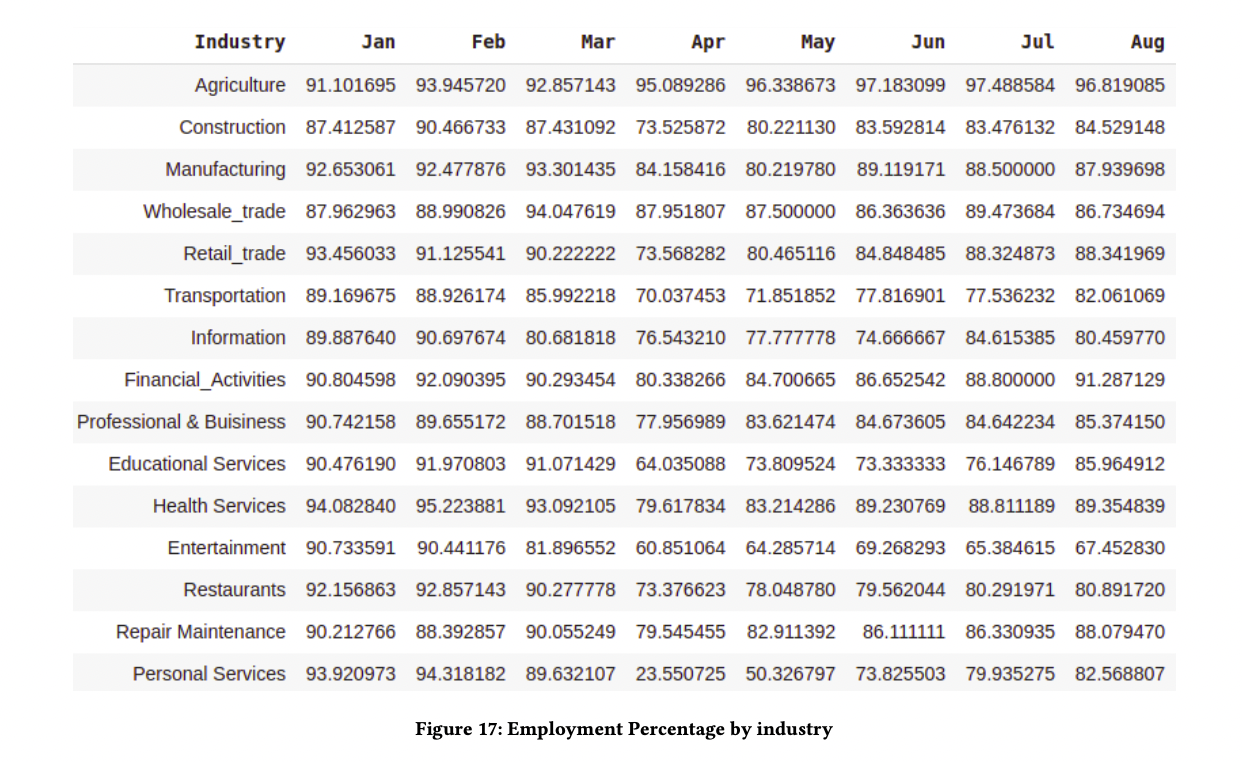 Industry Jan Feb Mar Apr May Jun Jul Aug
Agriculture 91.101695 93.945720 92.857143 95.089286 96.338673 97.183099 97.488584 96.819085
Construction 87.412587 90.466733 87.431092 73.525872 80.221130 83.592814 83.476132 84.529148
Manufacturing 92.653061 92.477876 93.301435 84.158416 80.219780 89.119171 88.500000 87.939698
Wholesale_trade 87.962963 88.990826 94.047619 87.951807 87.500000 86.363636 89.473684 86.734694
Retail_trade 93.456033 91.125541 90.222222 73.568282 80.465116 84.848485 88.324873 88.341969
Transportation 89.169675 88.926174 85.992218 70.037453 71.851852 77.816901 77.536232 82.061069
Information 89.887640 90.697674 80.681818 76.543210 77.777778 74.666667 84.615385 80.459770
Financial_Activities 90.804598 92.090395 90.293454 80.338266 84.700665 86.652542 88.800000 91.287129
Professional & Buisiness 90.742158 89.655172 88.701518 77.956989 83.621474 84.673605 84.642234 85.374150
Educational Services 90.476190 91.970803 91.071429 64.035088 73.809524 73.333333 76.146789 85.964912
Health Services 94.082840 95.223881 93.092105 79.617834 83.214286 89.230769 88.811189 89.354839
Entertainment 90.733591 90.441176 81.896552 60.851064 64.285714 69.268293 65.384615 67.452830
Restaurants 92.156863 92.857143 90.277778 73.376623 78.048780 79.562044 80.291971 80.891720
Repair Maintenance 90.212766 88.392857 90.055249 79.545455 82.911392 86.111111 86.330935 88.079470
Personal Services 93.920973 94.318182 89.632107 23.550725 50.326797 73.825503 79.935275 82.568807
Figure 17: Employment Percentage by industry